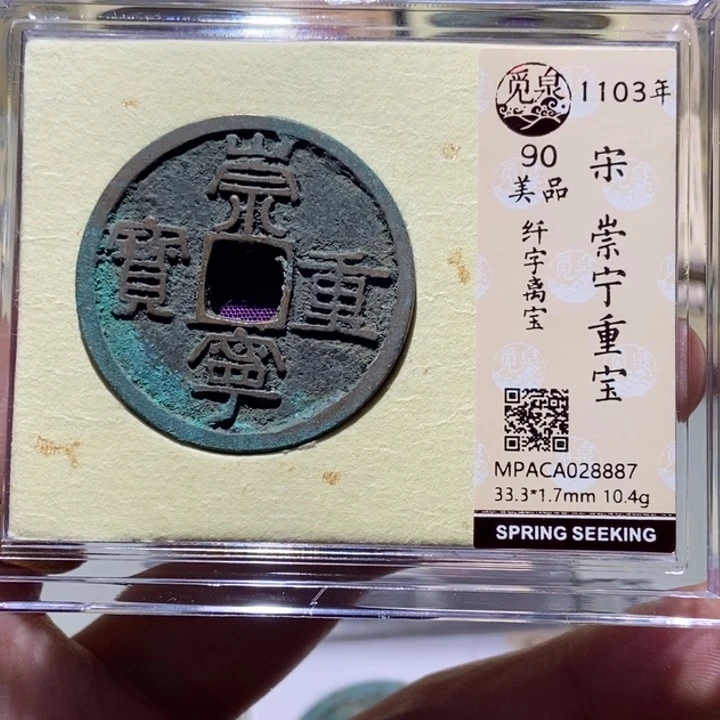 崇
重
寧
寶
觅泉
1103年
90
美品
纤字离宝
宋 崇宁重宝
MPACA028887
33.3*1.7mm 10.4g
SPRING SEEKING